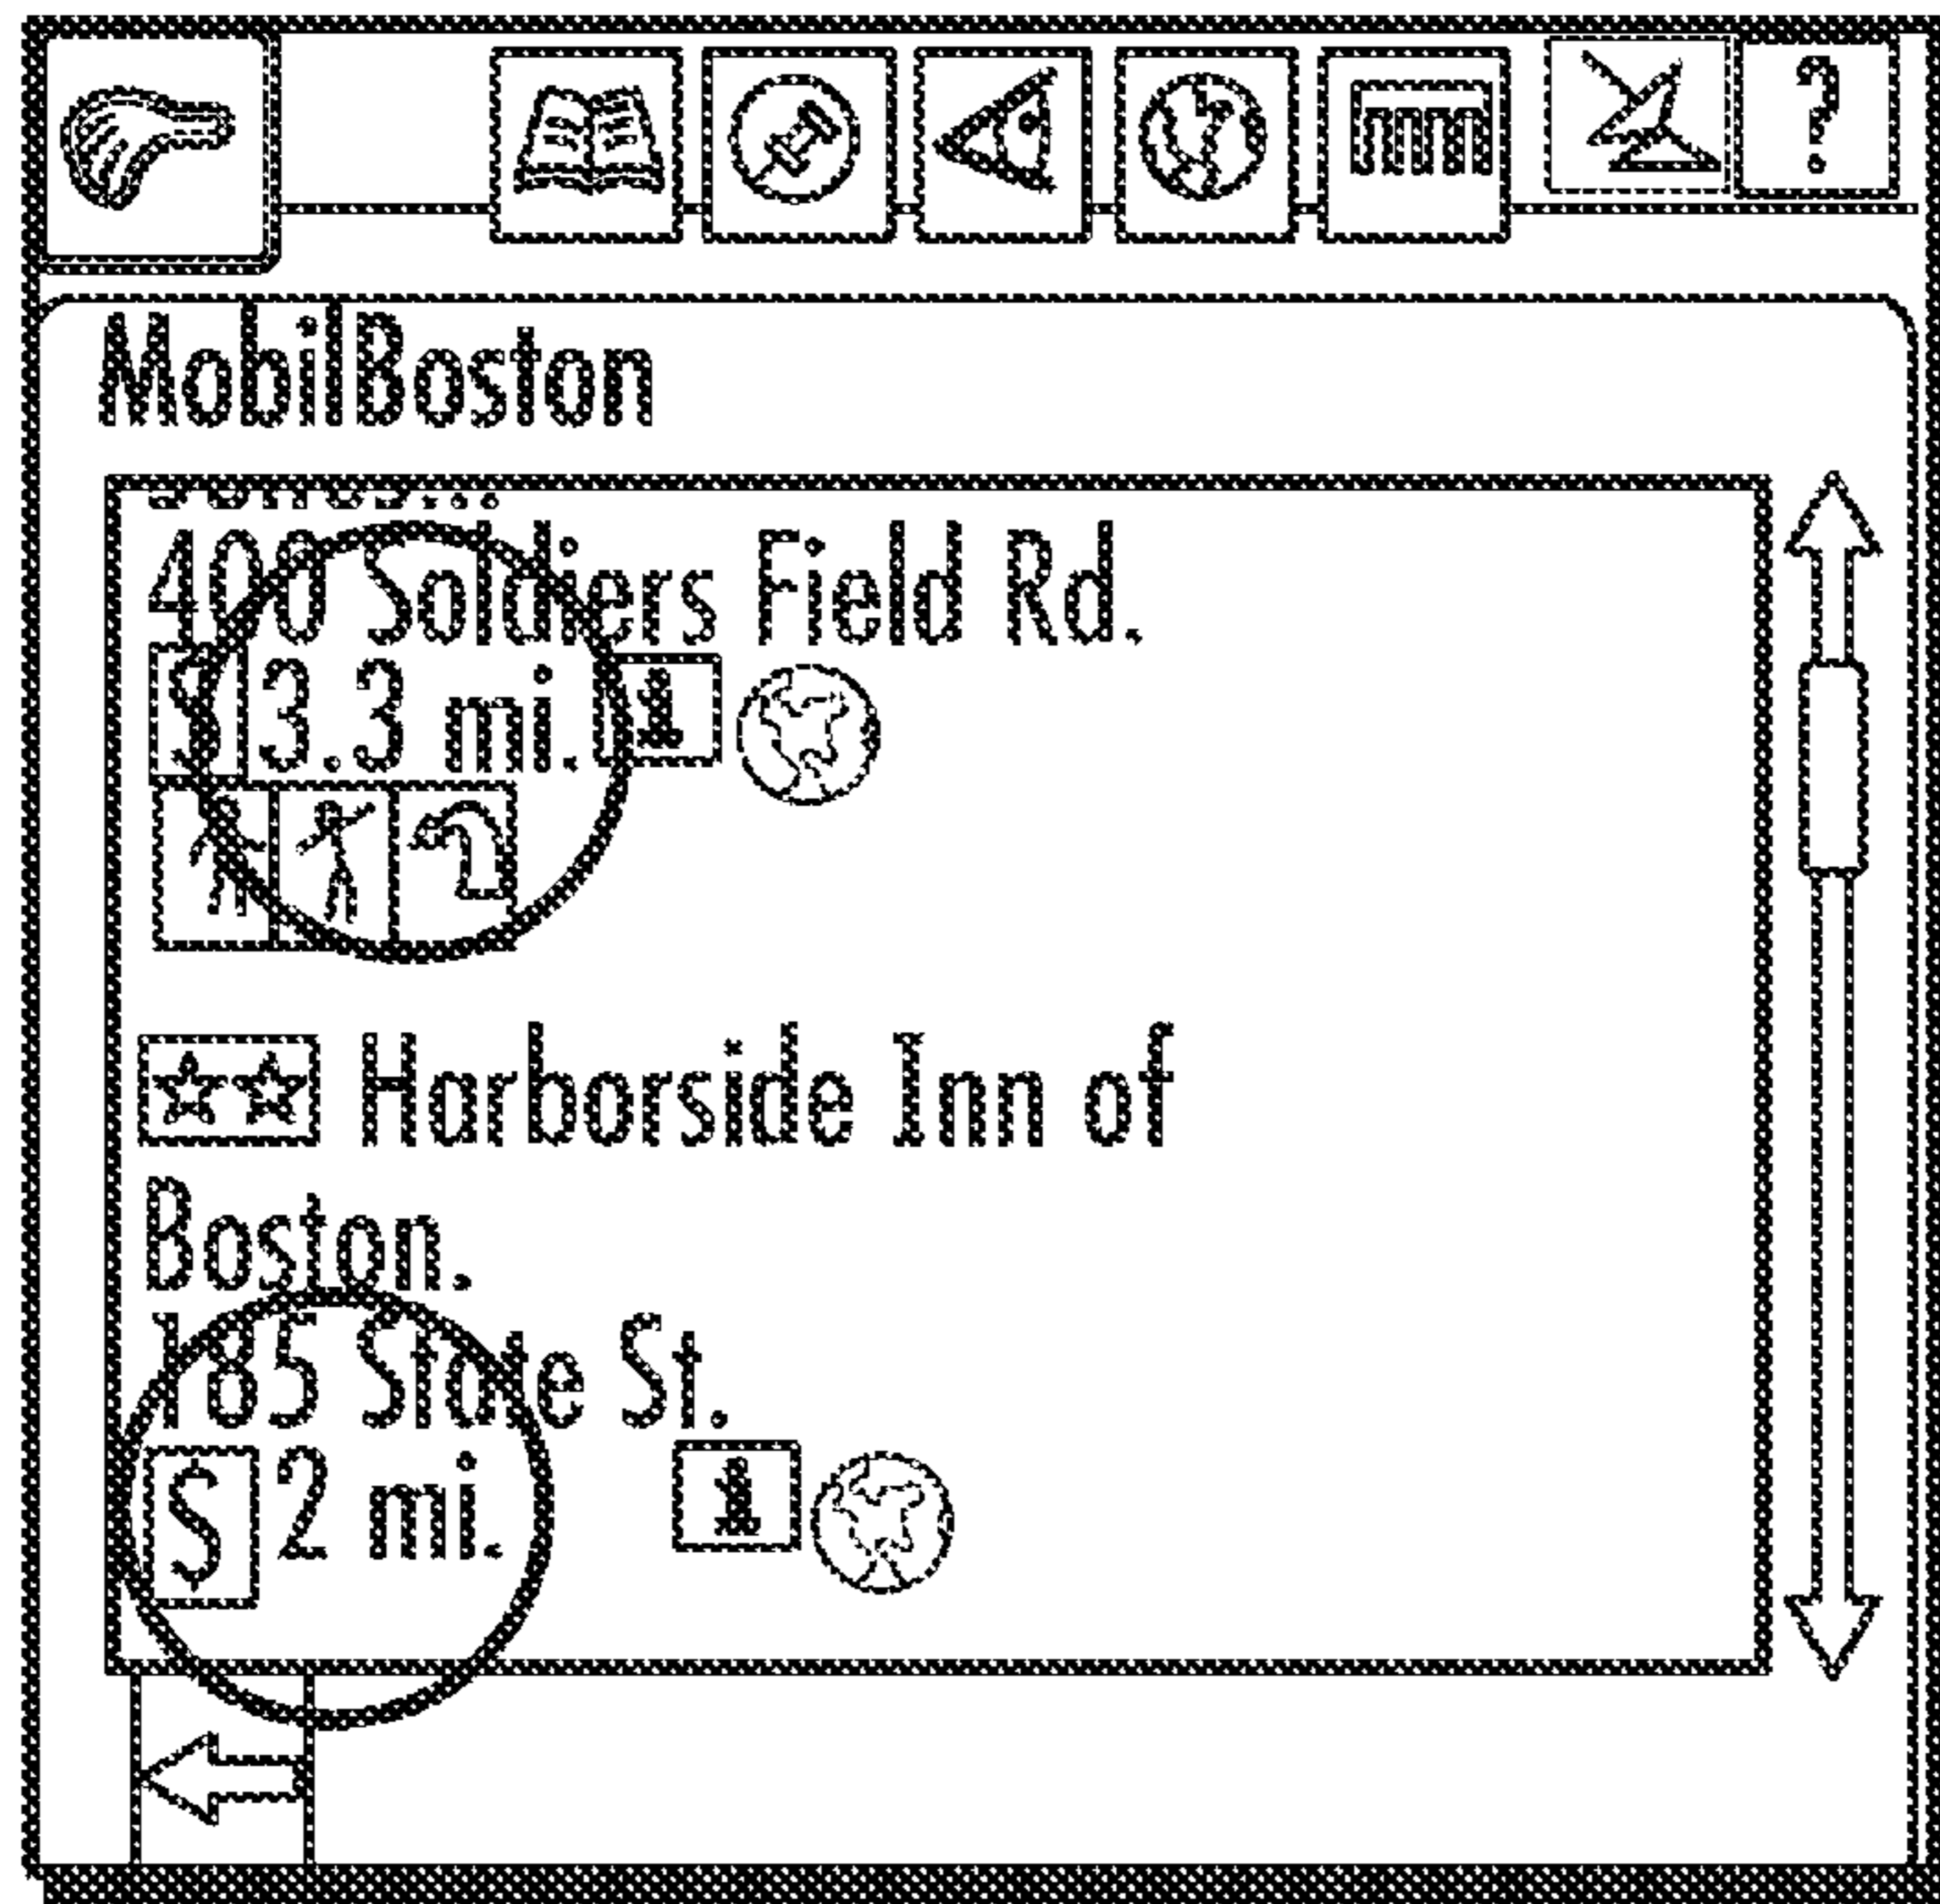 ?
MobilBoston
400 Soldiers Field Rd.
$ 3.3 mi. i
Harborside Inn of
Boston.
185 State St.
$ 2 mi. i